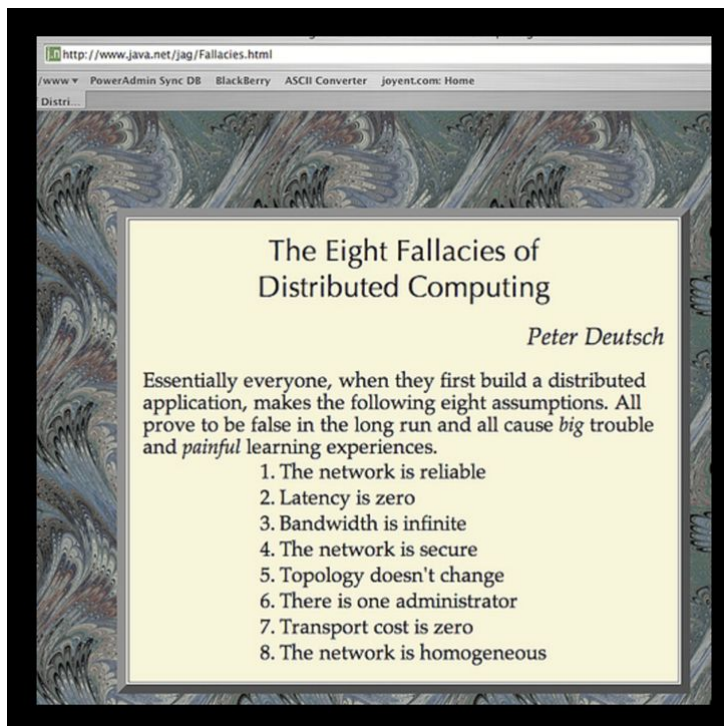 http://www.java.net/jag/Fallacies.html
/www ▾ PowerAdmin Sync DB BlackBerry ASCII Converter joyent.com: Home
Distri...
The Eight Fallacies of
Distributed Computing
Peter Deutsch
Essentially everyone, when they first build a distributed
application, makes the following eight assumptions. All
prove to be false in the long run and all cause big trouble
and painful learning experiences.
1. The network is reliable
2. Latency is zero
3. Bandwidth is infinite
4. The network is secure
5. Topology doesn't change
6. There is one administrator
7. Transport cost is zero
8. The network is homogeneous